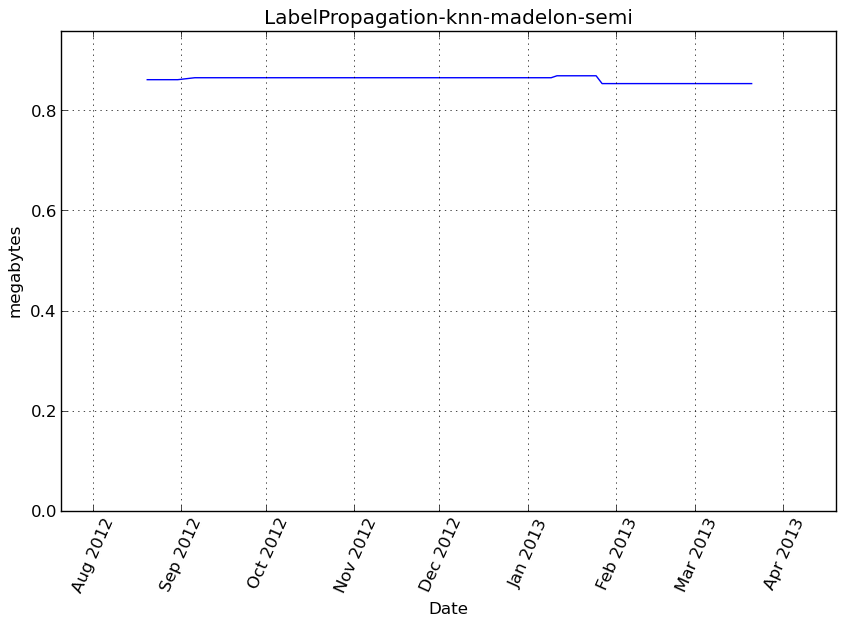 LabelPropagation-knn-madelon-semi
megabytes
0.8
0.6
0.4
0.2
0.0
Aug 2012
Sep 2012
Oct 2012
Nov 2012
Dec 2012
Jan 2013
Feb 2013
Mar 2013
Apr 2013
Date